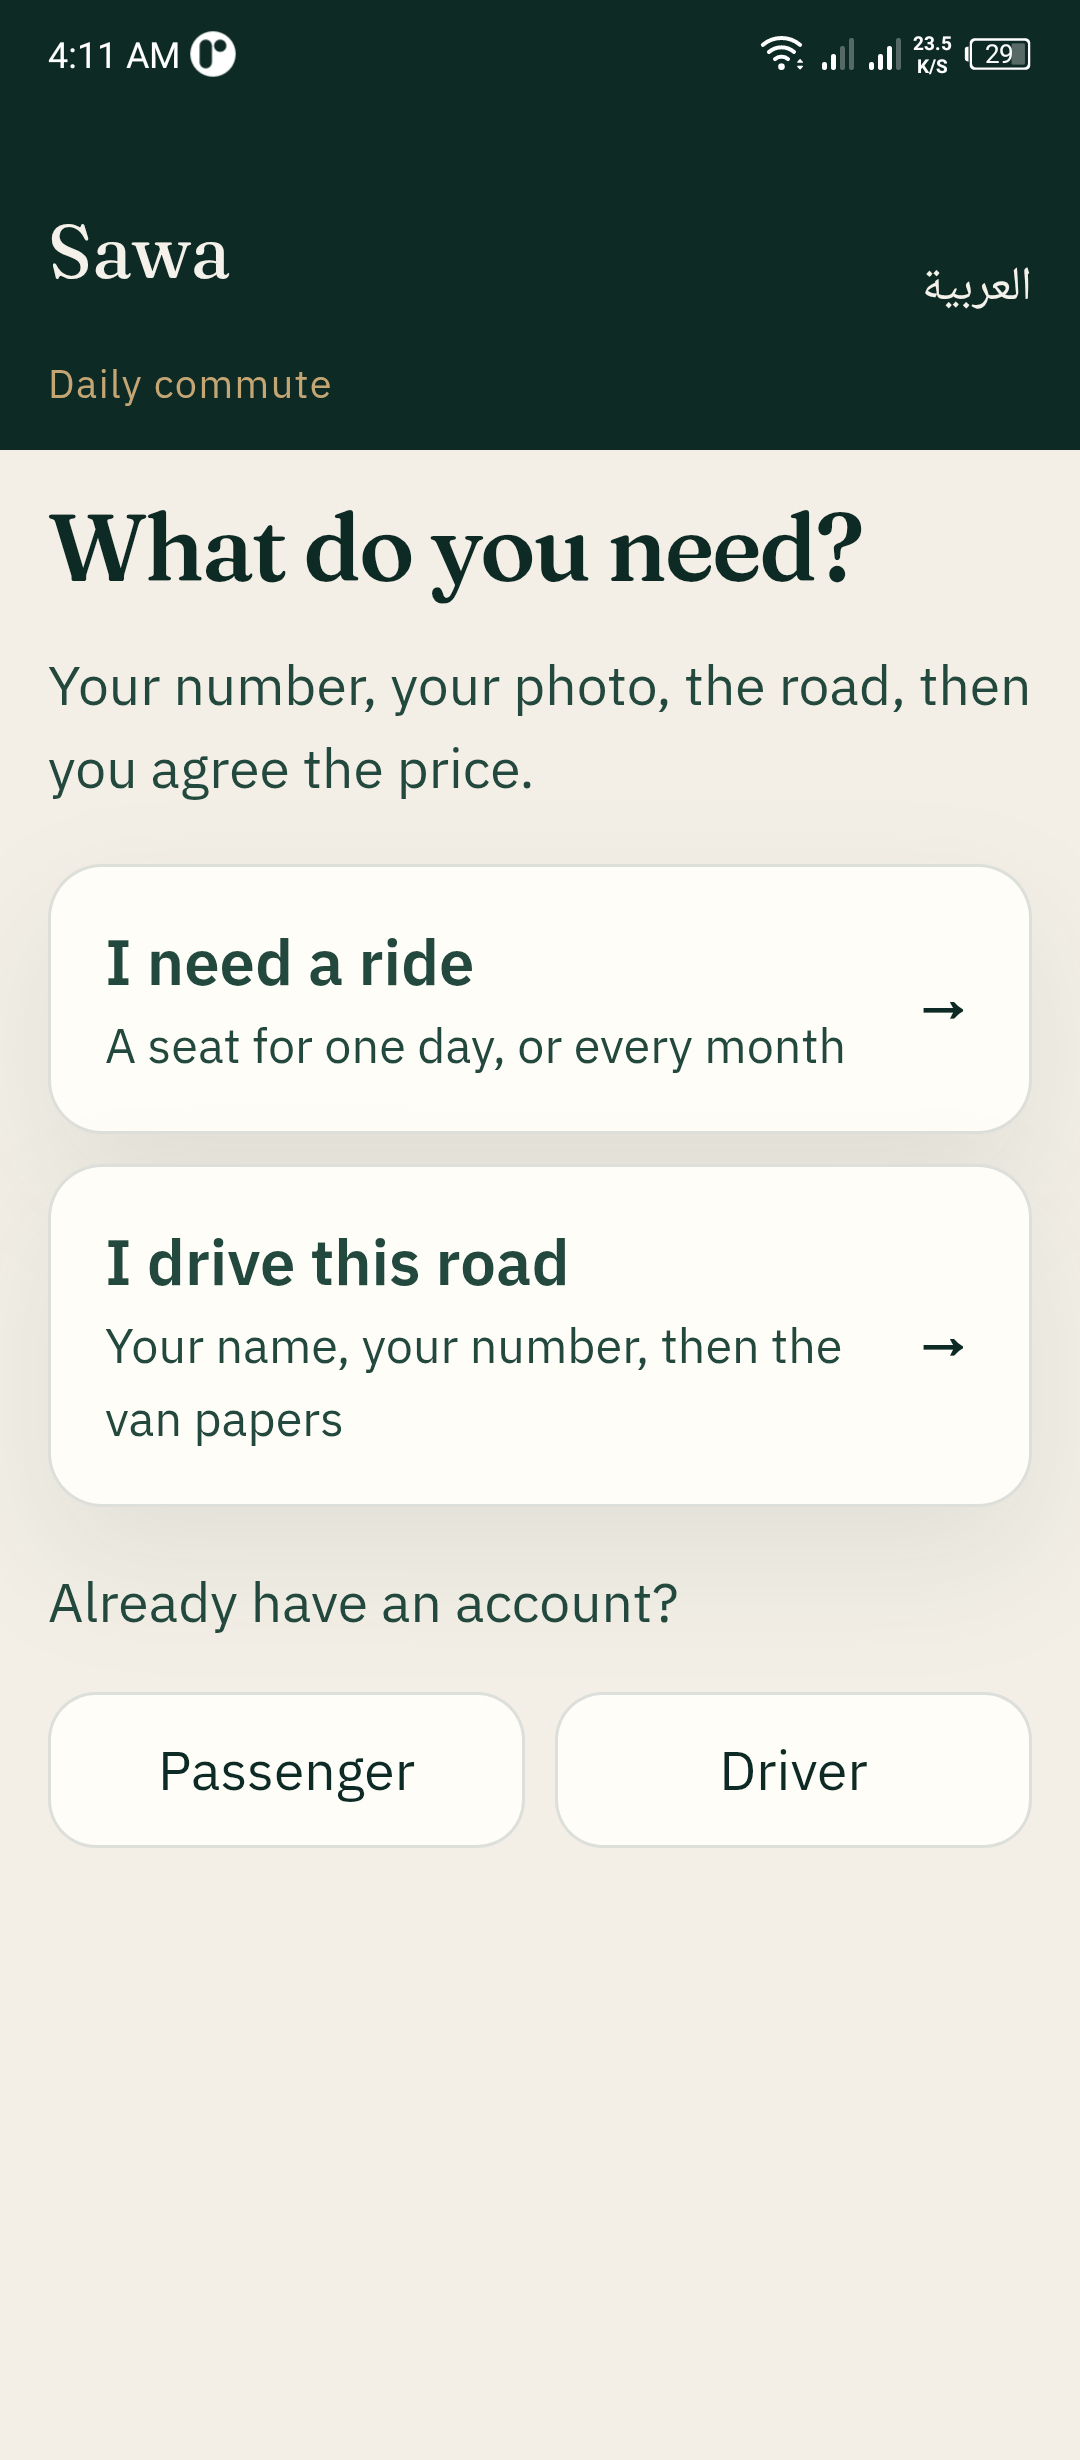 4:11 AM
23.5
K/S
29
Sawa
العربية
Daily commute
What do you need?
Your number, your photo, the road, then
you agree the price.
I need a ride
A seat for one day, or every month
→
I drive this road
Your name, your number, then the
van papers
→
Already have an account?
Passenger
Driver